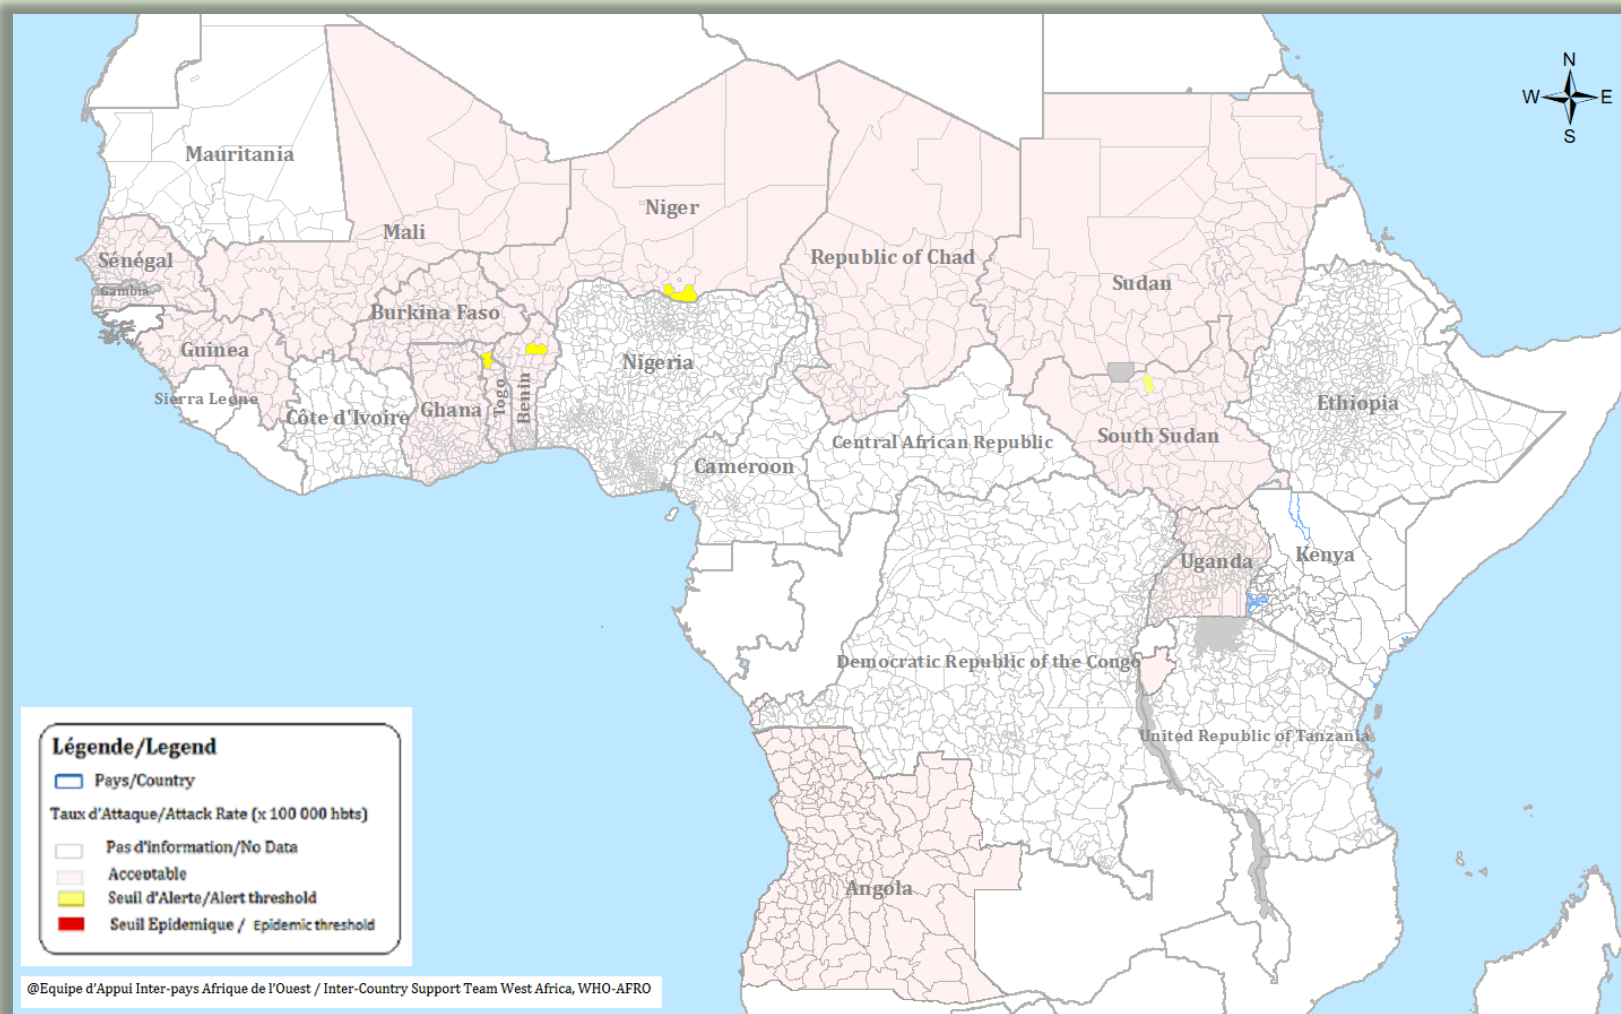 N
W E
S
Mauritania
Niger
Mali
Republic of Chad
Sénégal
Sudan
Gambia
Burkina Faso
Guinea
Nigeria
Sierra Leone
Côte d'Ivoire
Ghana
Togo
Benin
Ethiopia
Central African Republic
South Sudan
Cameroon
Uganda
Kenya
Democratic Republic of the Congo
United Republic of Tanzania
Angola
Légende/Legend
Pays/Country
Taux d'Attaque/Attack Rate (x 100 000 hbts)
Pas d'information/No Data
Acceptable
Seuil d'Alerte/Alert threshold
Seuil Epidemique / Epidemic threshold
@Equipe d'Appui Inter-pays Afrique de l'Ouest / Inter-Country Support Team West Africa, WHO-AFRO